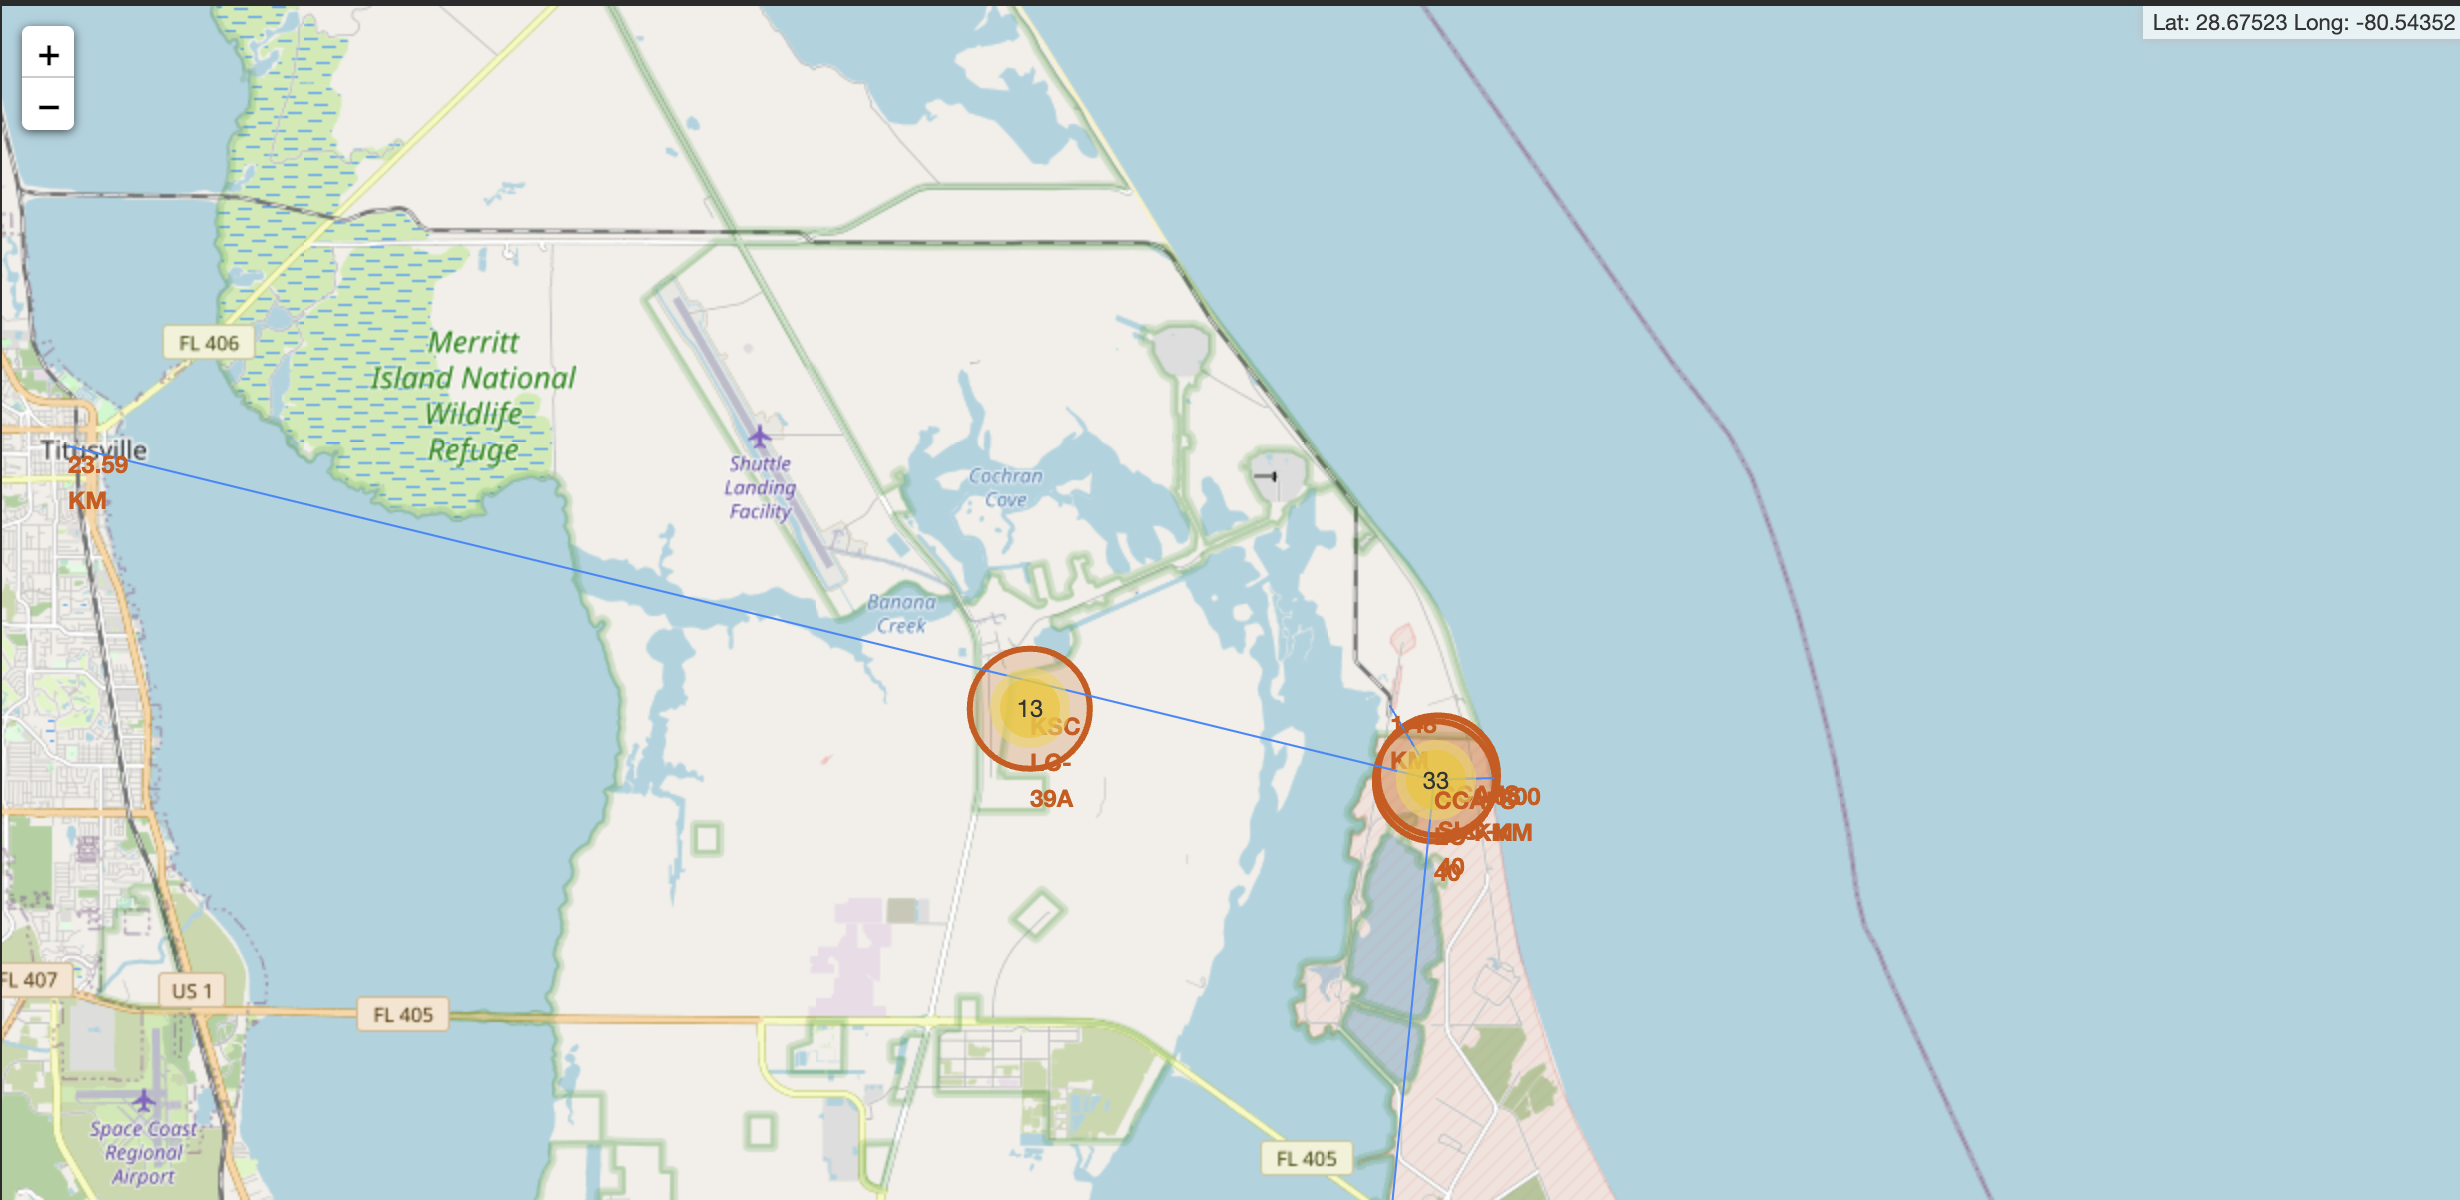 +
Lat: 28.67523 Long: -80.54352
−
FL 406
Merritt
Island National
Wildlife
Refuge
Titusville
23.59
KM
Shuttle
Landing
Facility
Cochran
Cove
Banana
Creek
13
KSC
LC-
39A
KM
33
40
FL 407
US 1
FL 405
Space Coast
Regional
Airport
FL 405